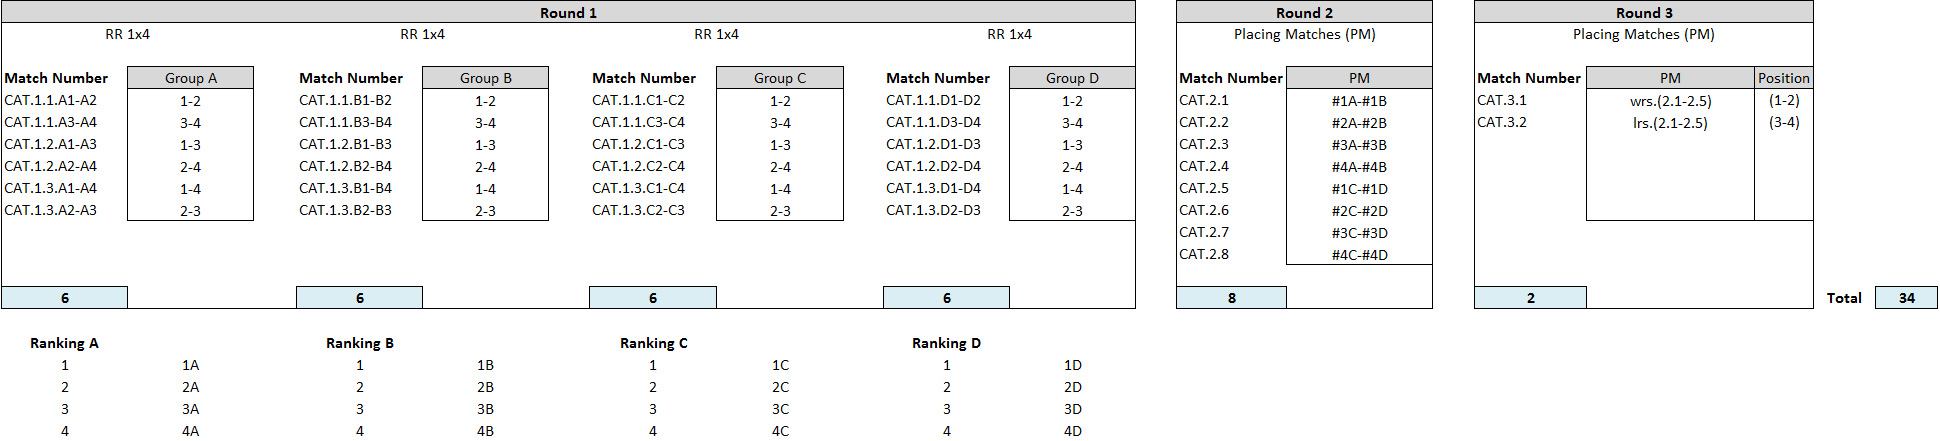 Round 1 Round 2 Round 3
RR 1x4 RR 1x4 RR 1x4 RR 1x4 Placing Matches (PM) Placing Matches (PM)
Match Number Group A Match Number Group B Match Number Group C Match Number Group D Match Number PM Match Number PM Position
CAT.1.1.A1-A2 1-2 CAT.1.1.B1-B2 1-2 CAT.1.1.C1-C2 1-2 CAT.1.1.D1-D2 1-2 CAT.2.1 #1A-#1B CAT.3.1 wrs.(2.1-2.5) (1-2)
CAT.1.1.A3-A4 3-4 CAT.1.1.B3-B4 3-4 CAT.1.1.C3-C4 3-4 CAT.1.1.D3-D4 3-4 CAT.2.2 #2A-#2B CAT.3.2 lrs.(2.1-2.5) (3-4)
CAT.1.2.A1-A3 1-3 CAT.1.2.B1-B3 1-3 CAT.1.2.C1-C3 1-3 CAT.1.2.D1-D3 1-3 CAT.2.3 #3A-#3B
CAT.1.2.A2-A4 2-4 CAT.1.2.B2-B4 2-4 CAT.1.2.C2-C4 2-4 CAT.1.2.D2-D4 2-4 CAT.2.4 #4A-#4B
CAT.1.3.A1-A4 1-4 CAT.1.3.B1-B4 1-4 CAT.1.3.C1-C4 1-4 CAT.1.3.D1-D4 1-4 CAT.2.5 #1C-#1D
CAT.1.3.A2-A3 2-3 CAT.1.3.B2-B3 2-3 CAT.1.3.C2-C3 2-3 CAT.1.3.D2-D3 2-3 CAT.2.6 #2C-#2D
CAT.2.7 #3C-#3D
CAT.2.8 #4C-#4D
6 6 6 6 8 2 Total 34
Ranking A Ranking B Ranking C Ranking D
1 1A 1 1B 1 1C 1 1D
2 2A 2 2B 2 2C 2 2D
3 3A 3 3B 3 3C 3 3D
4 4A 4 4B 4 4C 4 4D